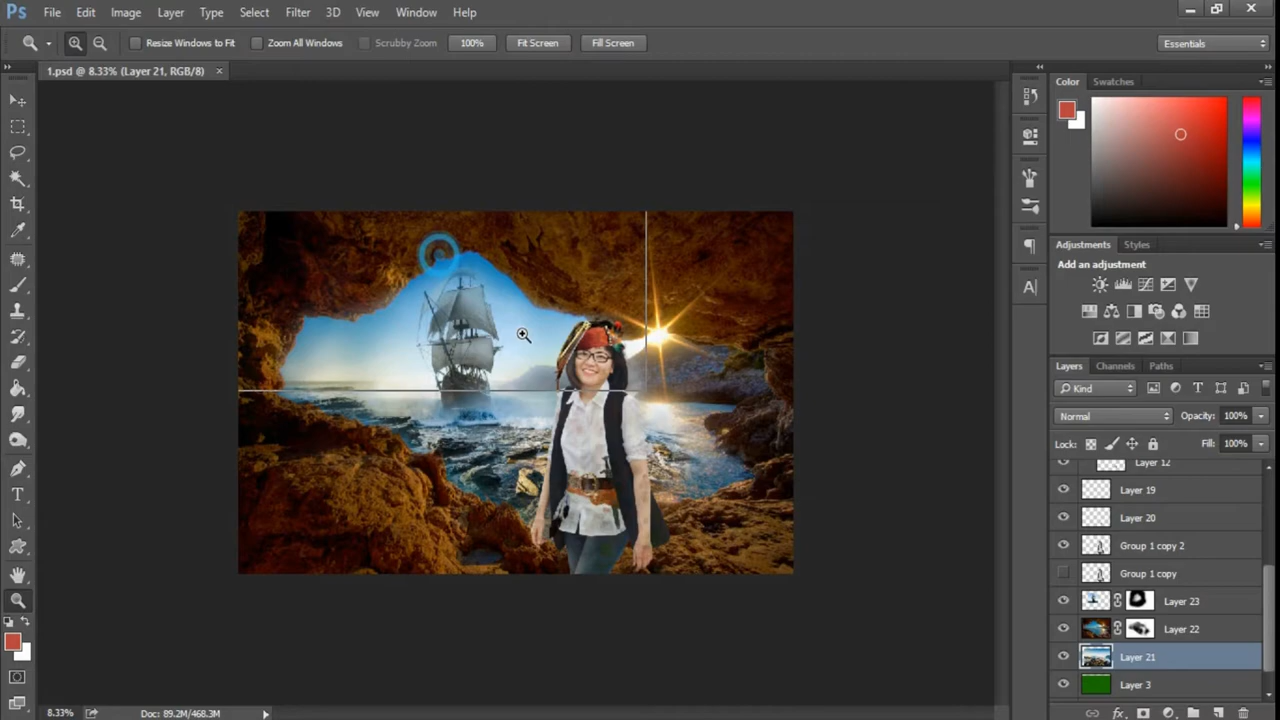 Ps File Edit Image Layer Type Select Filter 3D View Window Help
Resize Windows to Fit Zoom All Windows Scrubby Zoom 100% Fit Screen Fill Screen Essentials
1.psd @ 8.33% (Layer 21, RGB/8) ×
Color Swatches
Adjustments Styles
Add an adjustment
Layers Channels Paths
Kind
Normal Opacity: 100%
Lock: Fill: 100%
Layer 12
Layer 19
Layer 20
Group 1 copy 2
Group 1 copy
Layer 23
Layer 22
Layer 21
Layer 3
8.33% Doc: 89.2M/468.3M